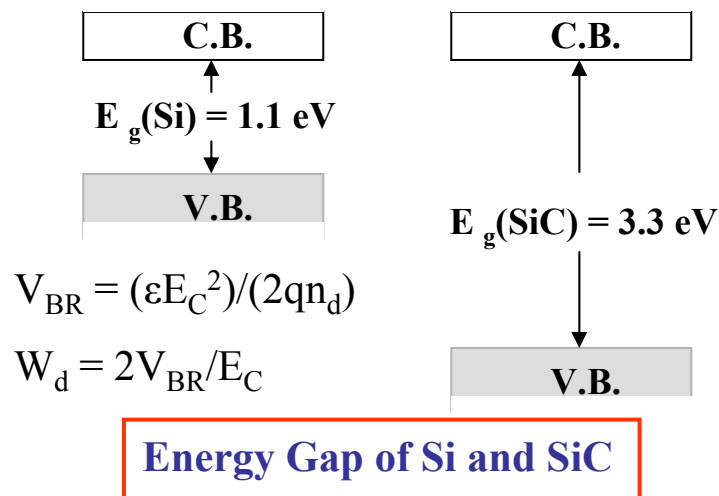 C.B.
E g(Si) = 1.1 eV
V.B.
C.B.
E g(SiC) = 3.3 eV
V.B.
V_BR = (εE_C²)/(2qn_d)
W_d = 2V_BR/E_C
Energy Gap of Si and SiC